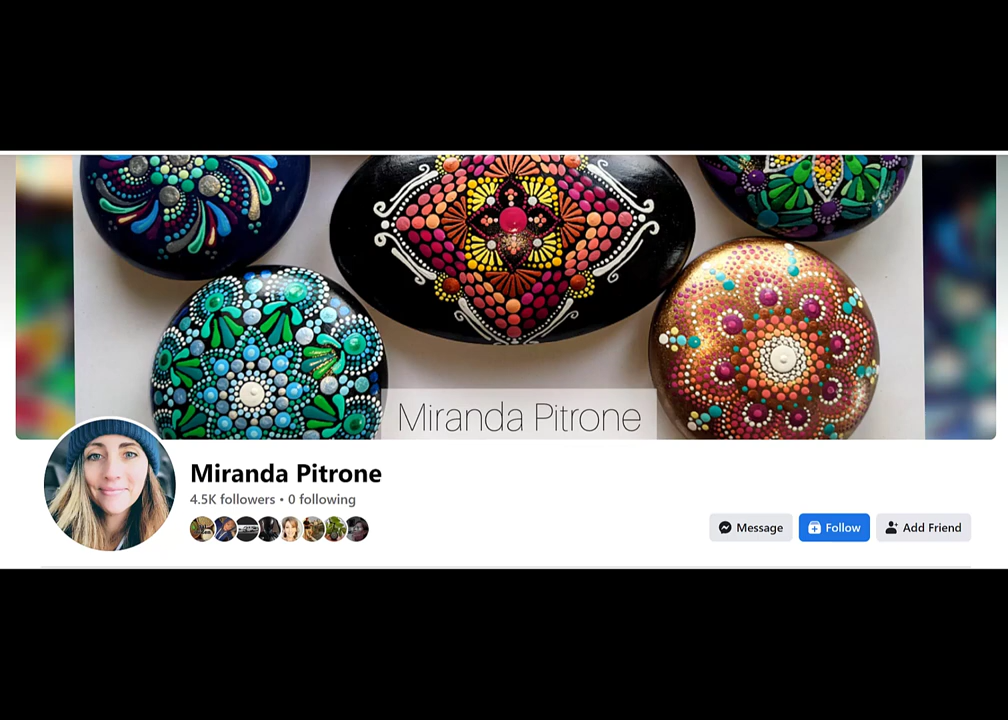 Miranda Pitrone
Miranda Pitrone
4.5K followers • 0 following
Message
Follow
Add Friend